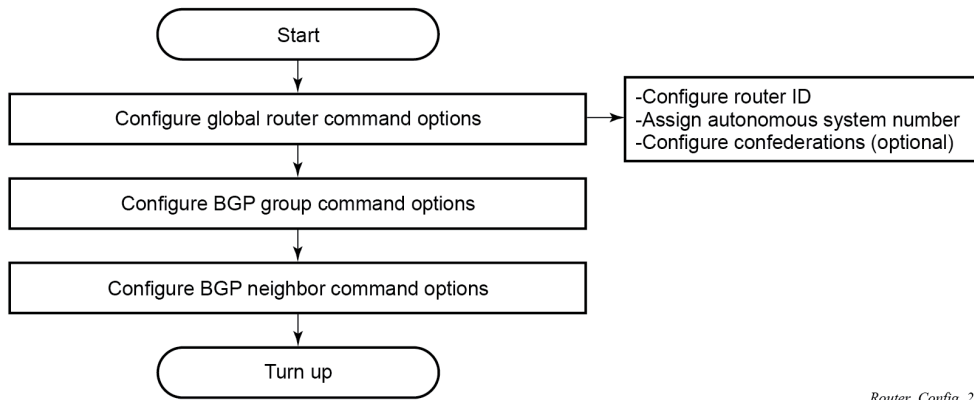 Start
Configure global router command options
-Configure router ID
-Assign autonomous system number
-Configure confederations (optional)
Configure BGP group command options
Configure BGP neighbor command options
Turn up
Router_Config_2